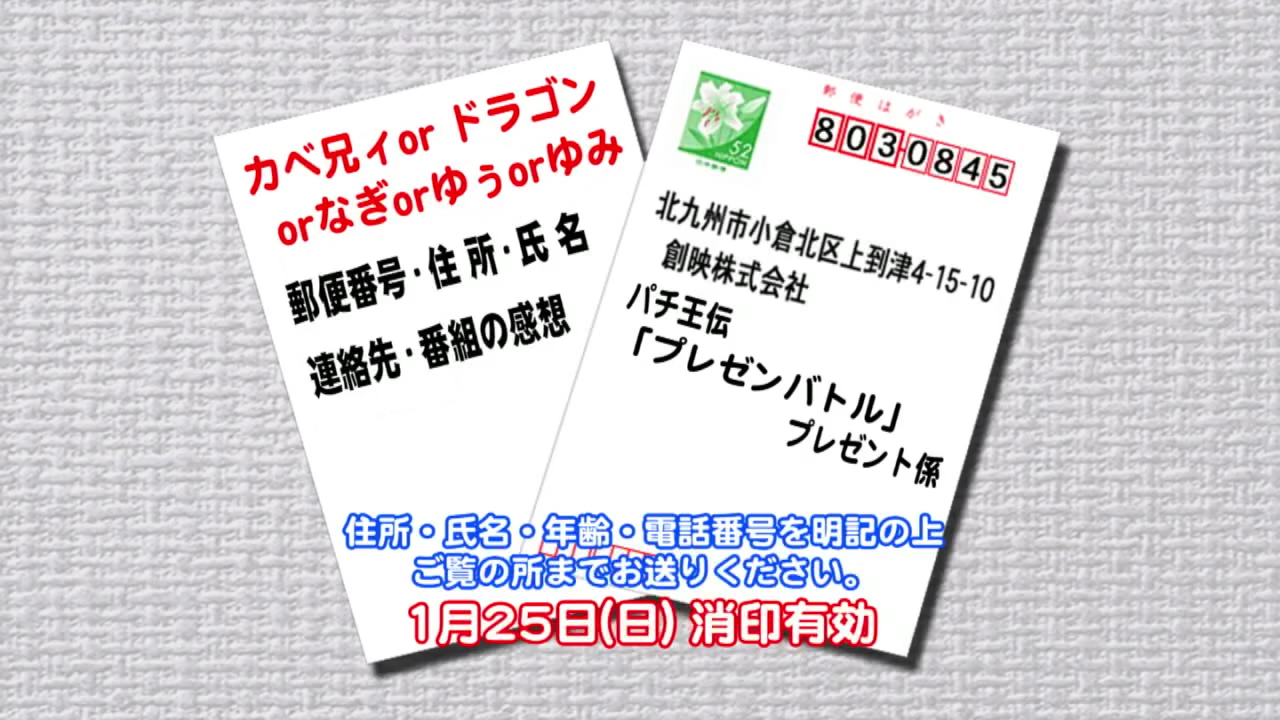 カベ兄ィor ドラゴン
orなぎorゆぅorゆみ
郵便番号・住所・氏名
連絡先・番組の感想
郵便はがき
52
NIPPON
8030845
北九州市小倉北区上到津4-15-10
創映株式会社
パチ王伝
「プレゼンバトル」
プレゼント係
住所・氏名・年齢・電話番号を明記の上
ご覧の所までお送りください。
1月25日(日) 消印有効